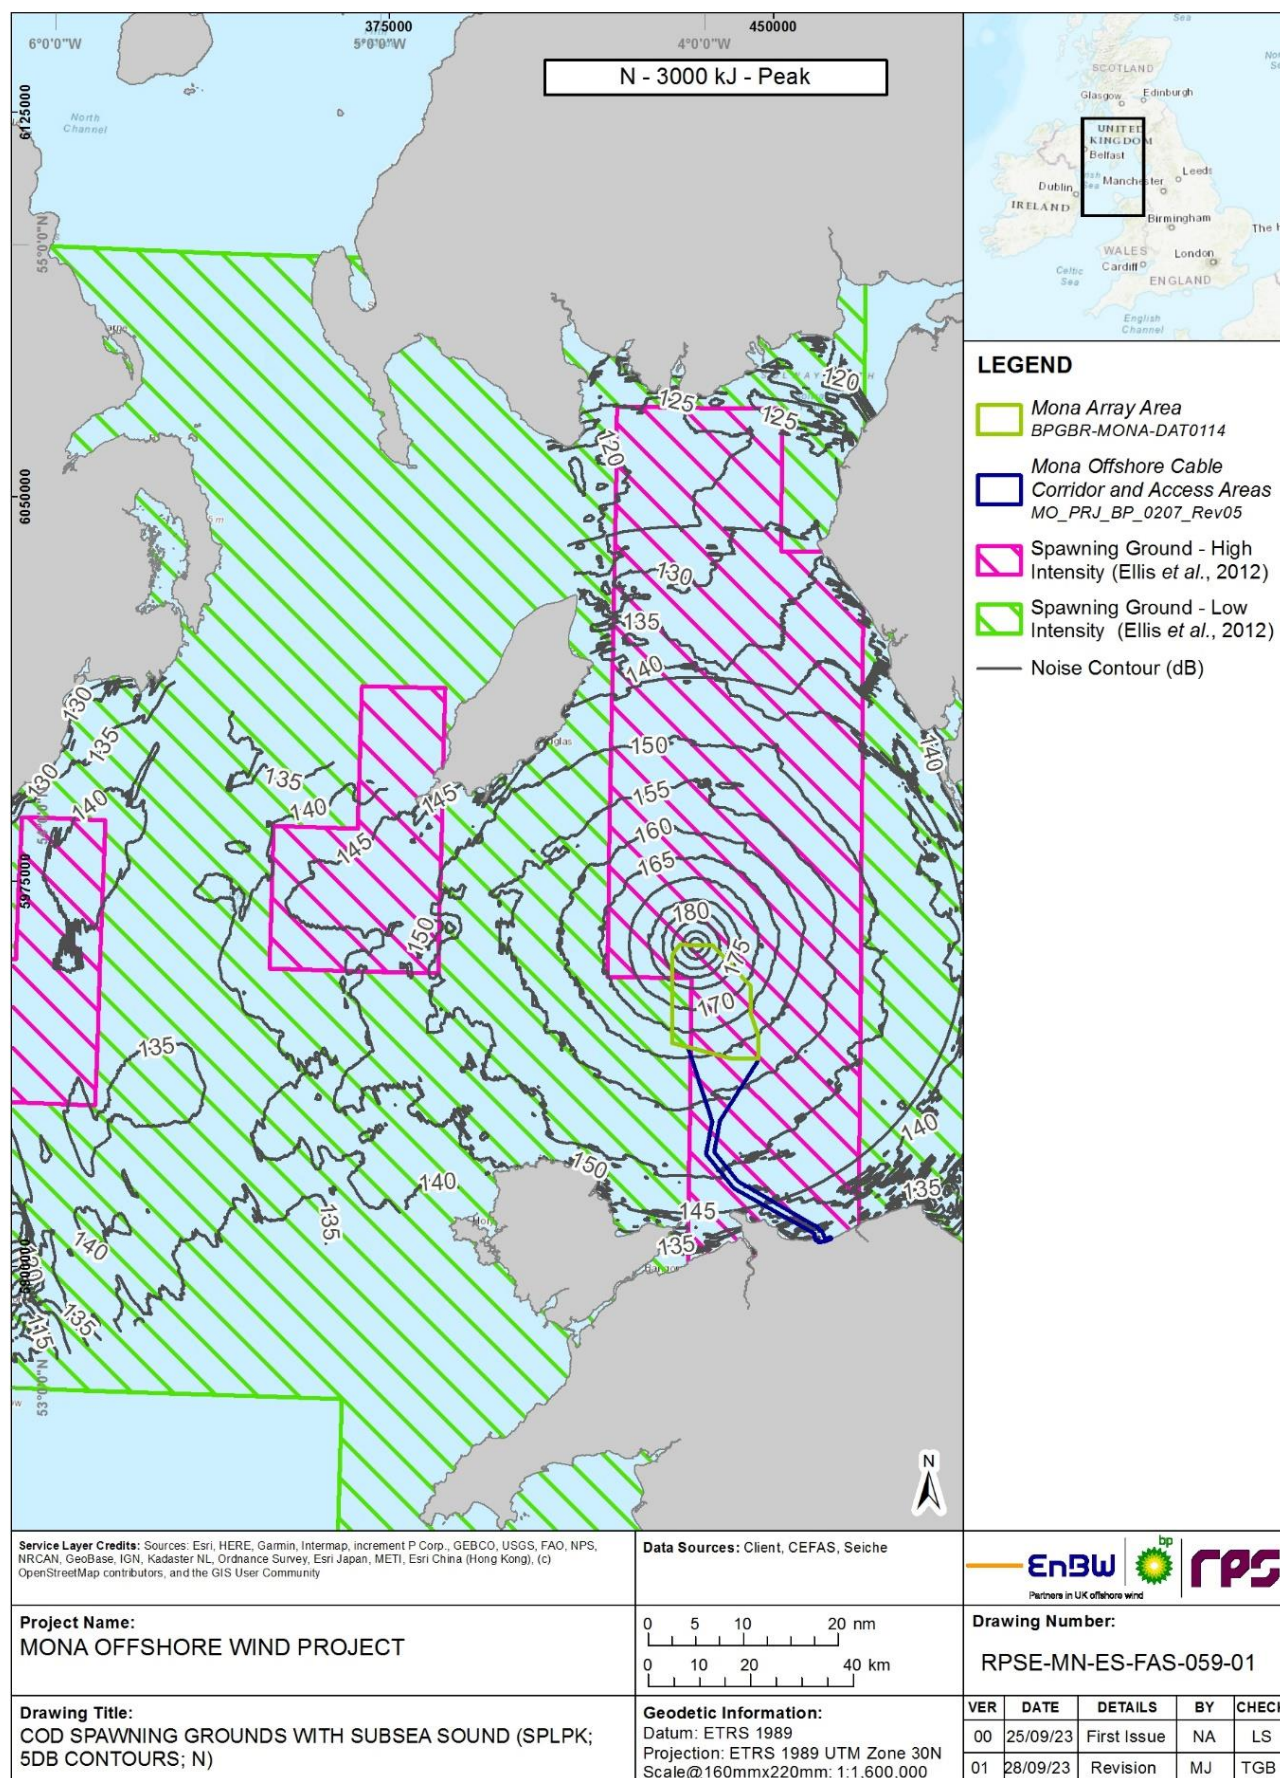 375000
450000
6°0'0"W
5°0'0"W
4°0'0"W
N - 3000 kJ - Peak
6125000
North
Channel
55°0'0"N
6050000
120
125
125
120
130
135
140
150
155
160
165
180
175
170
130
135
130
140
135
140
145
145
150
140
5975000
135
140
150
140
135
145
135
140
135
130
135
115
53°0'0"N
N
Sea
SCOTLAND
Glasgow
Edinburgh
UNITED
KINGDOM
Belfast
Leeds
Dublin
Manchester
IRELAND
Birmingham
WALES
London
Cardiff
Celtic
Sea
ENGLAND
English
Channel
The H
LEGEND
Mona Array Area
BPGBR-MONA-DAT0114
Mona Offshore Cable
Corridor and Access Areas
MO_PRJ_BP_0207_Rev05
Spawning Ground - High
Intensity (Ellis et al., 2012)
Spawning Ground - Low
Intensity (Ellis et al., 2012)
Noise Contour (dB)
Service Layer Credits: Sources: Esri, HERE, Garmin, Intermap, increment P Corp., GEBCO, USGS, FAO, NPS,
NRCAN, GeoBase, IGN, Kadaster NL, Ordnance Survey, Esri Japan, METI, Esri China (Hong Kong), (c)
OpenStreetMap contributors, and the GIS User Community
Data Sources: Client, CEFAS, Seiche
EnBW
bp
rps
Partners in UK offshore wind
Project Name:
MONA OFFSHORE WIND PROJECT
0 5 10 20 nm
0 10 20 40 km
Drawing Number:
RPSE-MN-ES-FAS-059-01
Drawing Title:
COD SPAWNING GROUNDS WITH SUBSEA SOUND (SPLPK;
5DB CONTOURS; N)
Geodetic Information:
Datum: ETRS 1989
Projection: ETRS 1989 UTM Zone 30N
Scale@160mmx220mm: 1:1,600,000
VER DATE DETAILS BY CHECK
00 25/09/23 First Issue NA LS
01 28/09/23 Revision MJ TGB